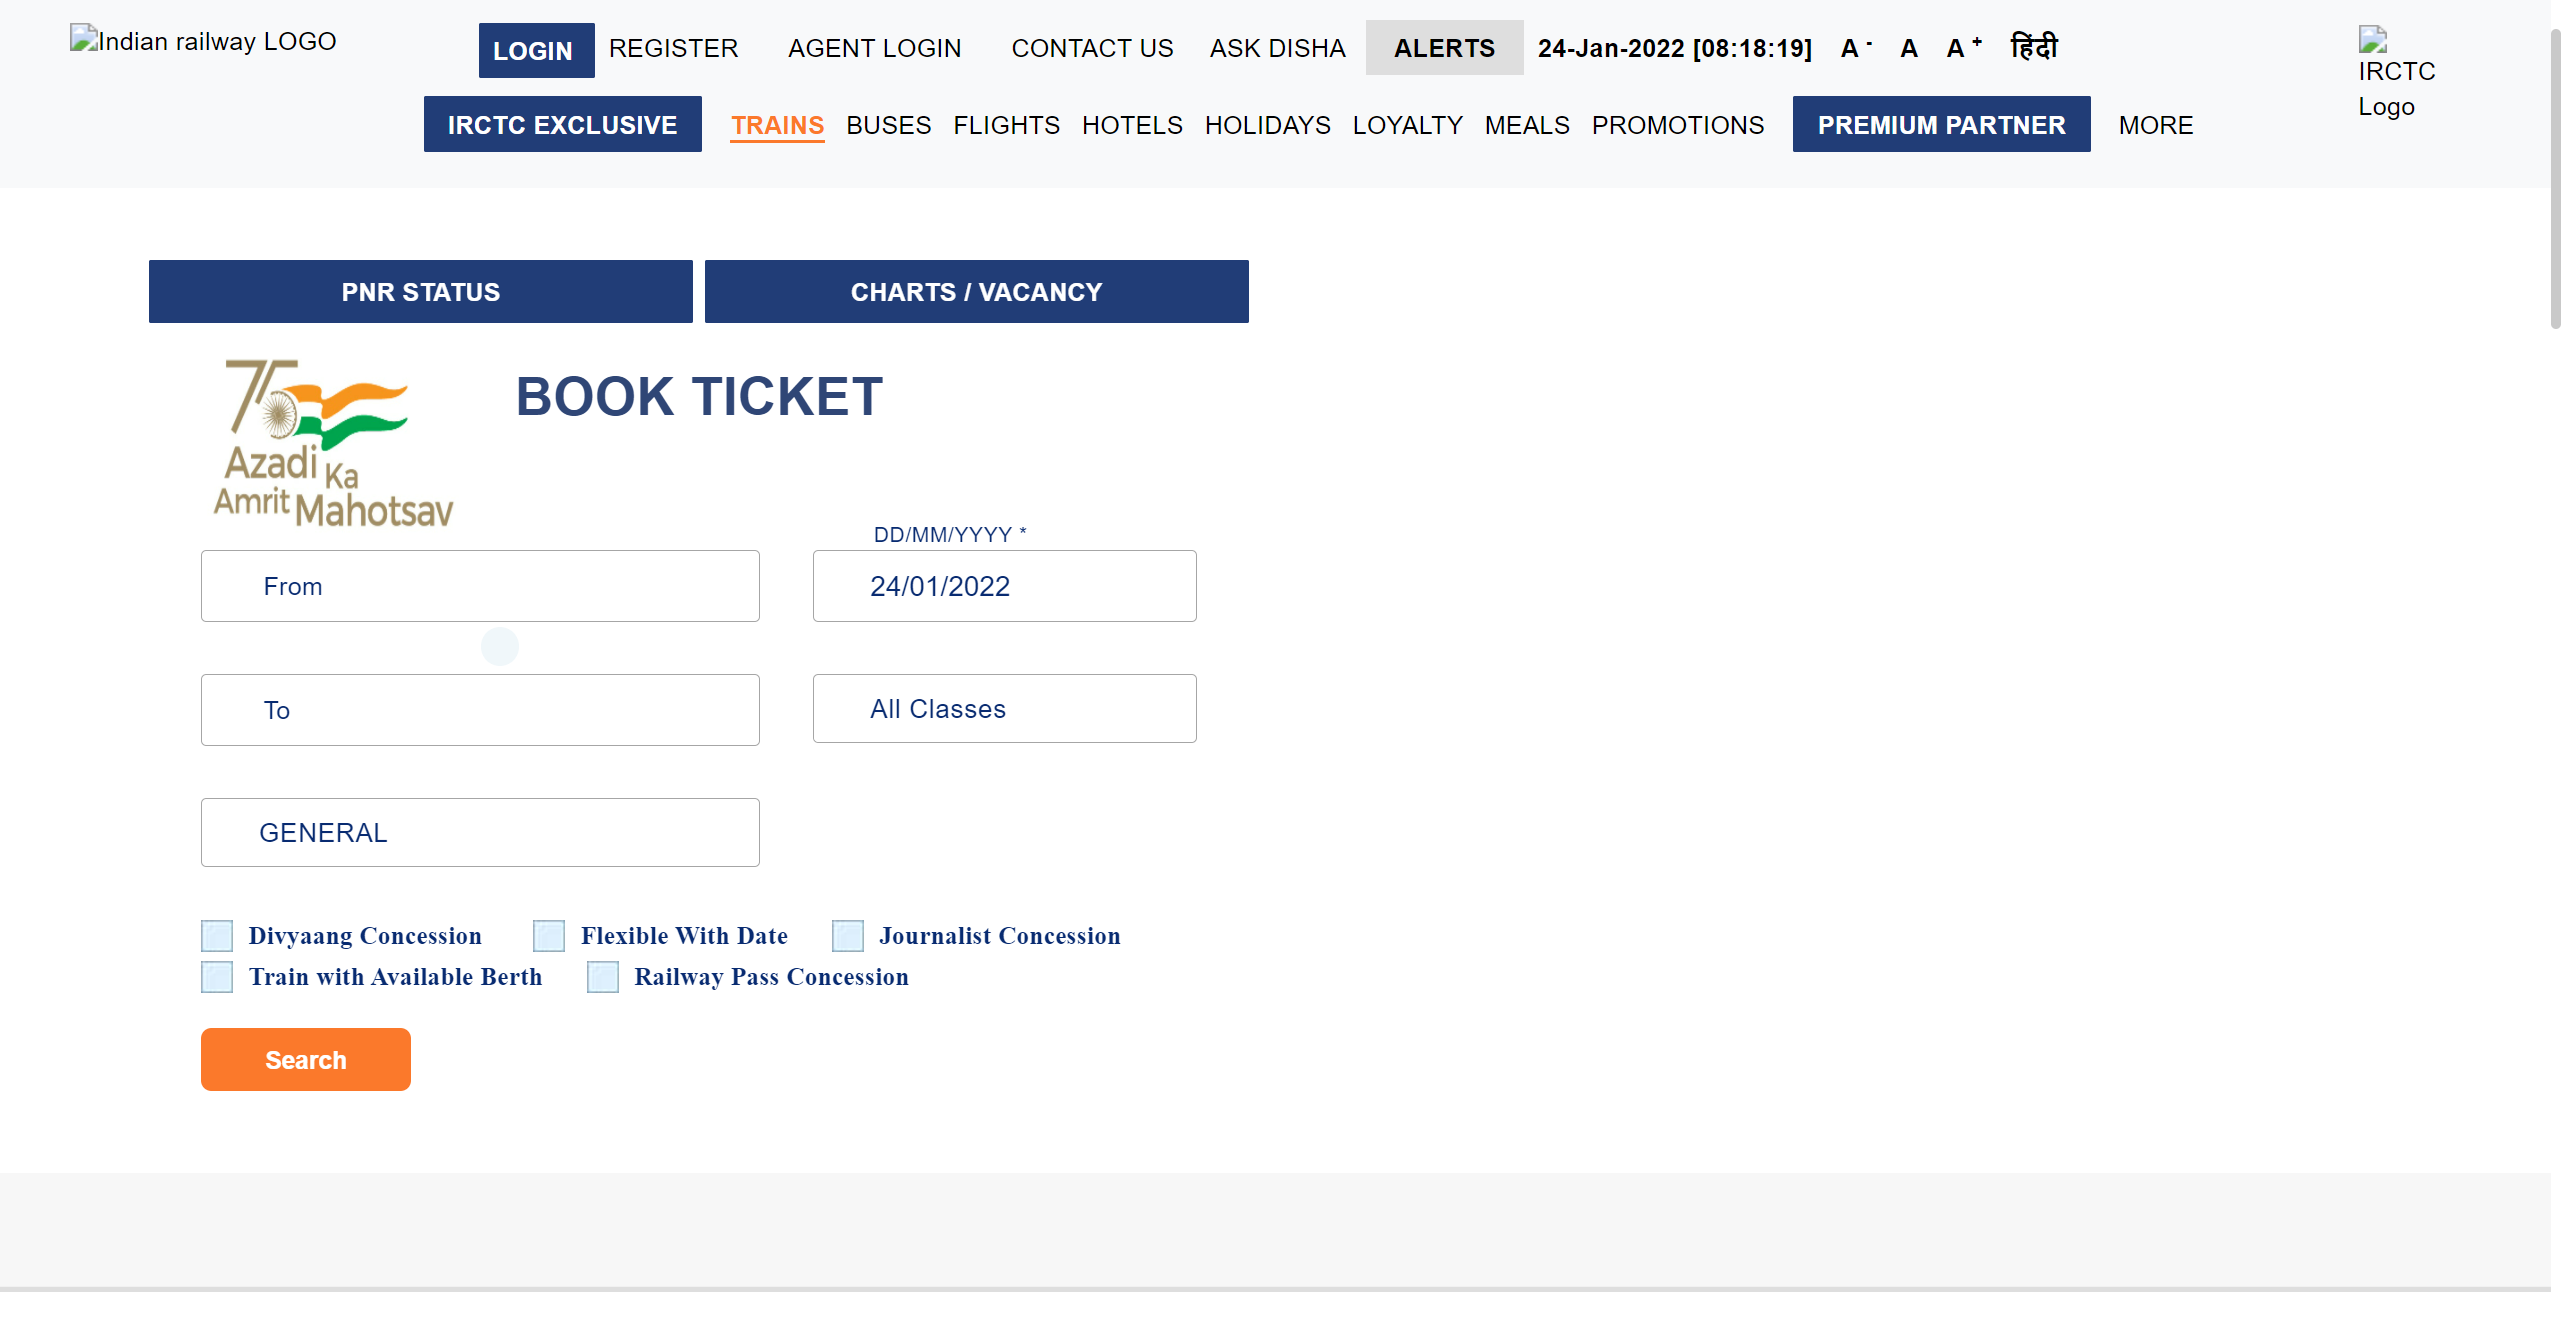 Indian railway LOGO
LOGIN REGISTER AGENT LOGIN CONTACT US ASK DISHA ALERTS 24-Jan-2022 [08:18:19] A - A A + हिंदी
IRCTC
Logo
IRCTC EXCLUSIVE TRAINS BUSES FLIGHTS HOTELS HOLIDAYS LOYALTY MEALS PROMOTIONS PREMIUM PARTNER MORE
PNR STATUS CHARTS / VACANCY
75
Azadi Ka
Amrit Mahotsav
BOOK TICKET
DD/MM/YYYY *
From 24/01/2022
To All Classes
GENERAL
Divyaang Concession Flexible With Date Journalist Concession
Train with Available Berth Railway Pass Concession
Search